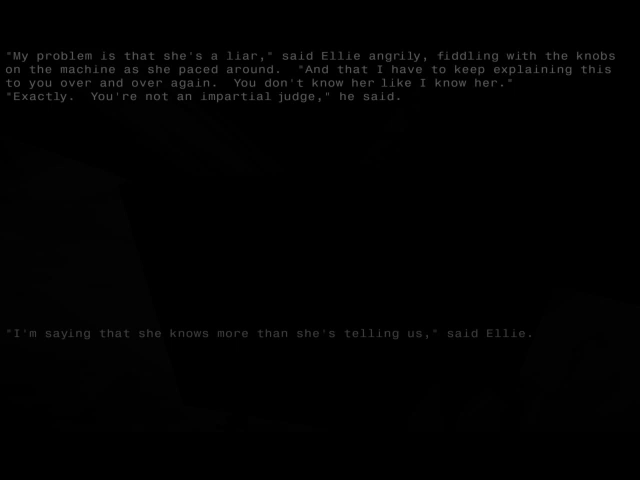 "My problem is that she's a liar," said Ellie angrily, fiddling with the knobs
on the machine as she paced around.  "And that I have to keep explaining this
to you over and over again.  You don't know her like I know her."
"Exactly.  You're not an impartial judge," he said.
"I'm saying that she knows more than she's telling us," said Ellie.